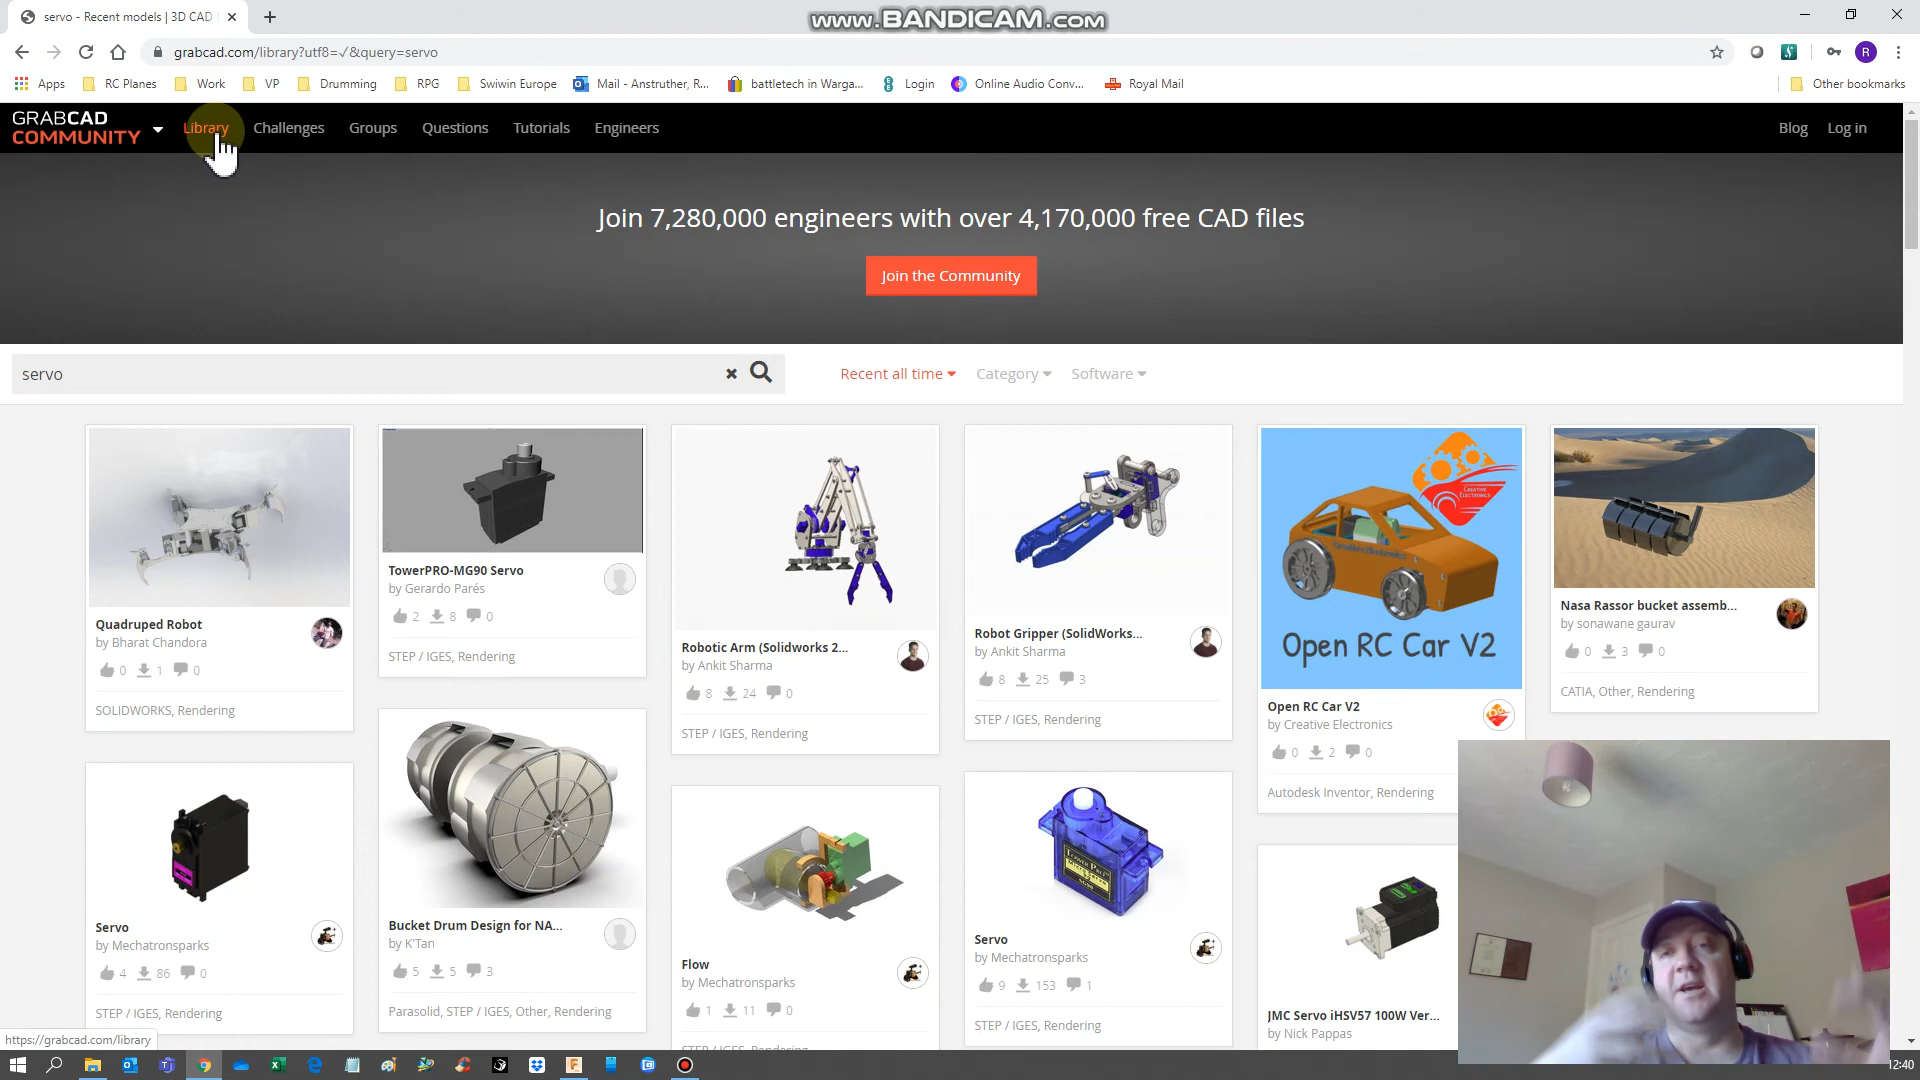 servo - Recent models | 3D CAD
www.BANDICAM.com
grabcad.com/library?utf8=✓&query=servo
Apps RC Planes Work VP Drumming RPG Swiwin Europe Mail - Anstruther, R... battletech in Warga... Login Online Audio Conv... Royal Mail Other bookmarks
GRABCAD
COMMUNITY
Library Challenges Groups Questions Tutorials Engineers Blog Log in
Join 7,280,000 engineers with over 4,170,000 free CAD files
Join the Community
servo
Recent all time Category Software
Quadruped Robot
by Bharat Chandora
0 1 0
SOLIDWORKS, Rendering
TowerPRO-MG90 Servo
by Gerardo Parés
2 8 0
STEP / IGES, Rendering
Robotic Arm (Solidworks 2...
by Ankit Sharma
8 24 0
STEP / IGES, Rendering
Robot Gripper (SolidWorks...
by Ankit Sharma
8 25 3
STEP / IGES, Rendering
CREATIVE
ELECTRONICS
Open RC Car V2
Open RC Car V2
by Creative Electronics
0 2 0
Autodesk Inventor, Rendering
Nasa Rassor bucket assemb...
by sonawane gaurav
0 3 0
CATIA, Other, Rendering
Servo
by Mechatronsparks
4 86 0
STEP / IGES, Rendering
Bucket Drum Design for NA...
by K'Tan
5 5 3
Parasolid, STEP / IGES, Other, Rendering
Flow
by Mechatronsparks
1 11 0
STEP / IGES, Rendering
Tower Pro
Servo
by Mechatronsparks
9 153 1
STEP / IGES, Rendering
JMC Servo iHSV57 100W Ver...
by Nick Pappas
https://grabcad.com/library
12:40